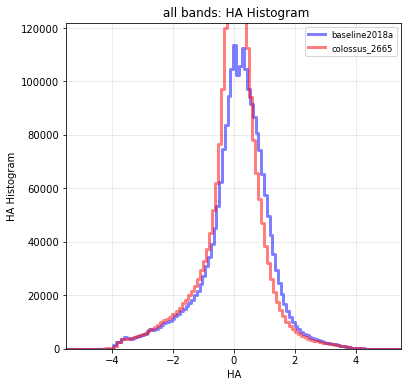 all bands: HA Histogram
baseline2018a
colossus_2665
HA Histogram
120000
100000
80000
60000
40000
20000
0
−4
−2
0
2
4
HA